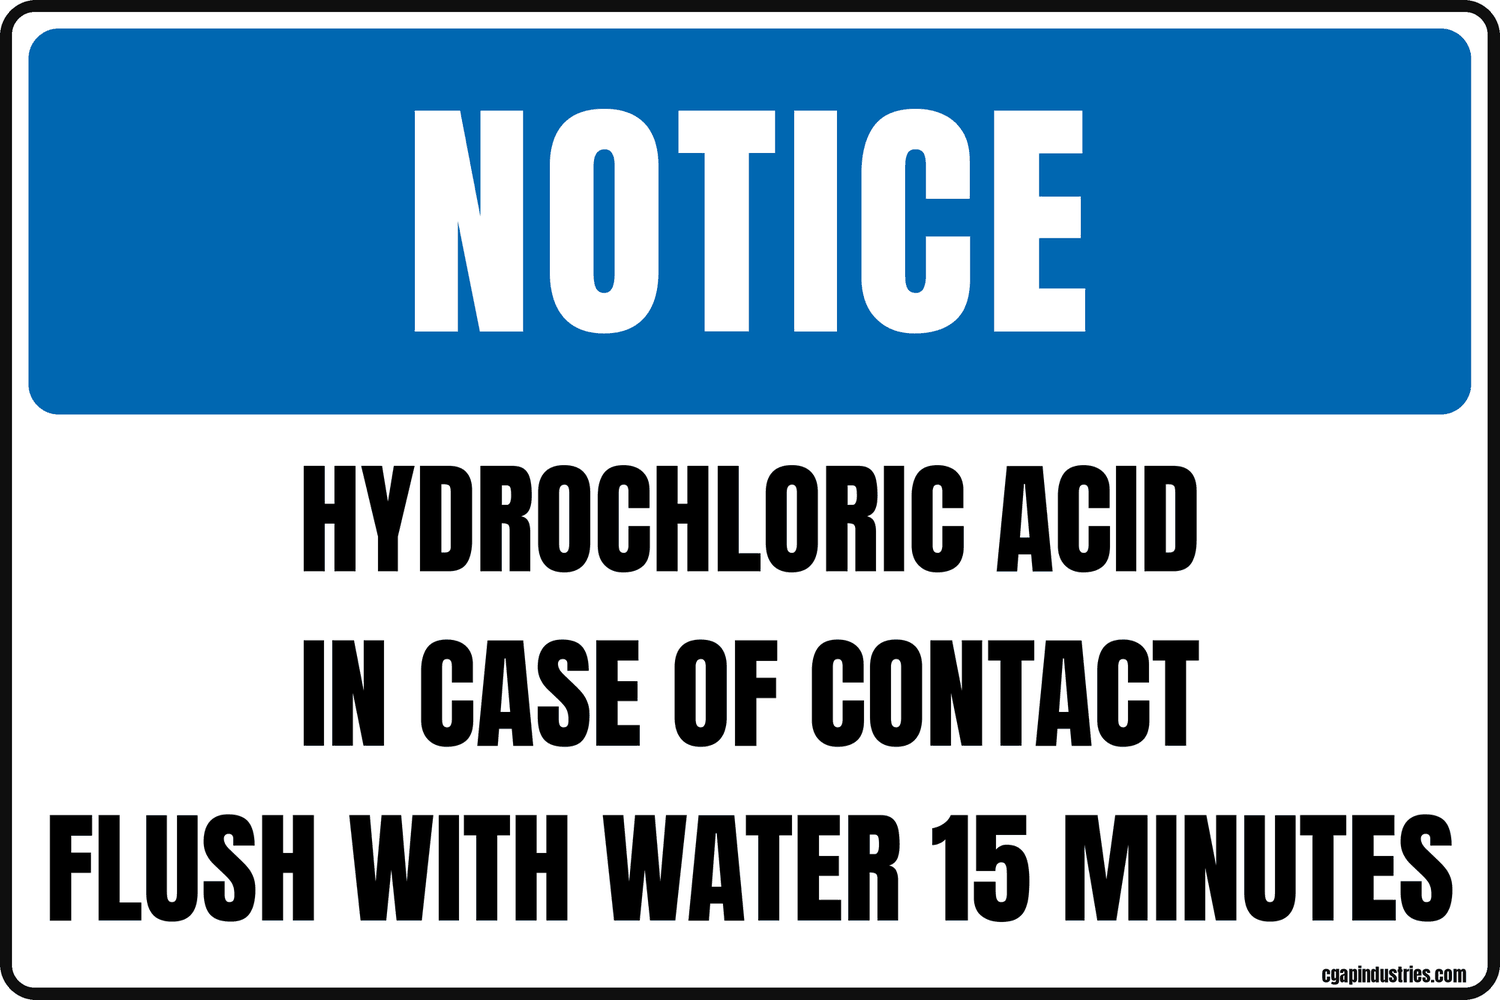 NOTICE
HYDROCHLORIC ACID
IN CASE OF CONTACT
FLUSH WITH WATER 15 MINUTES
cgapindustries.com